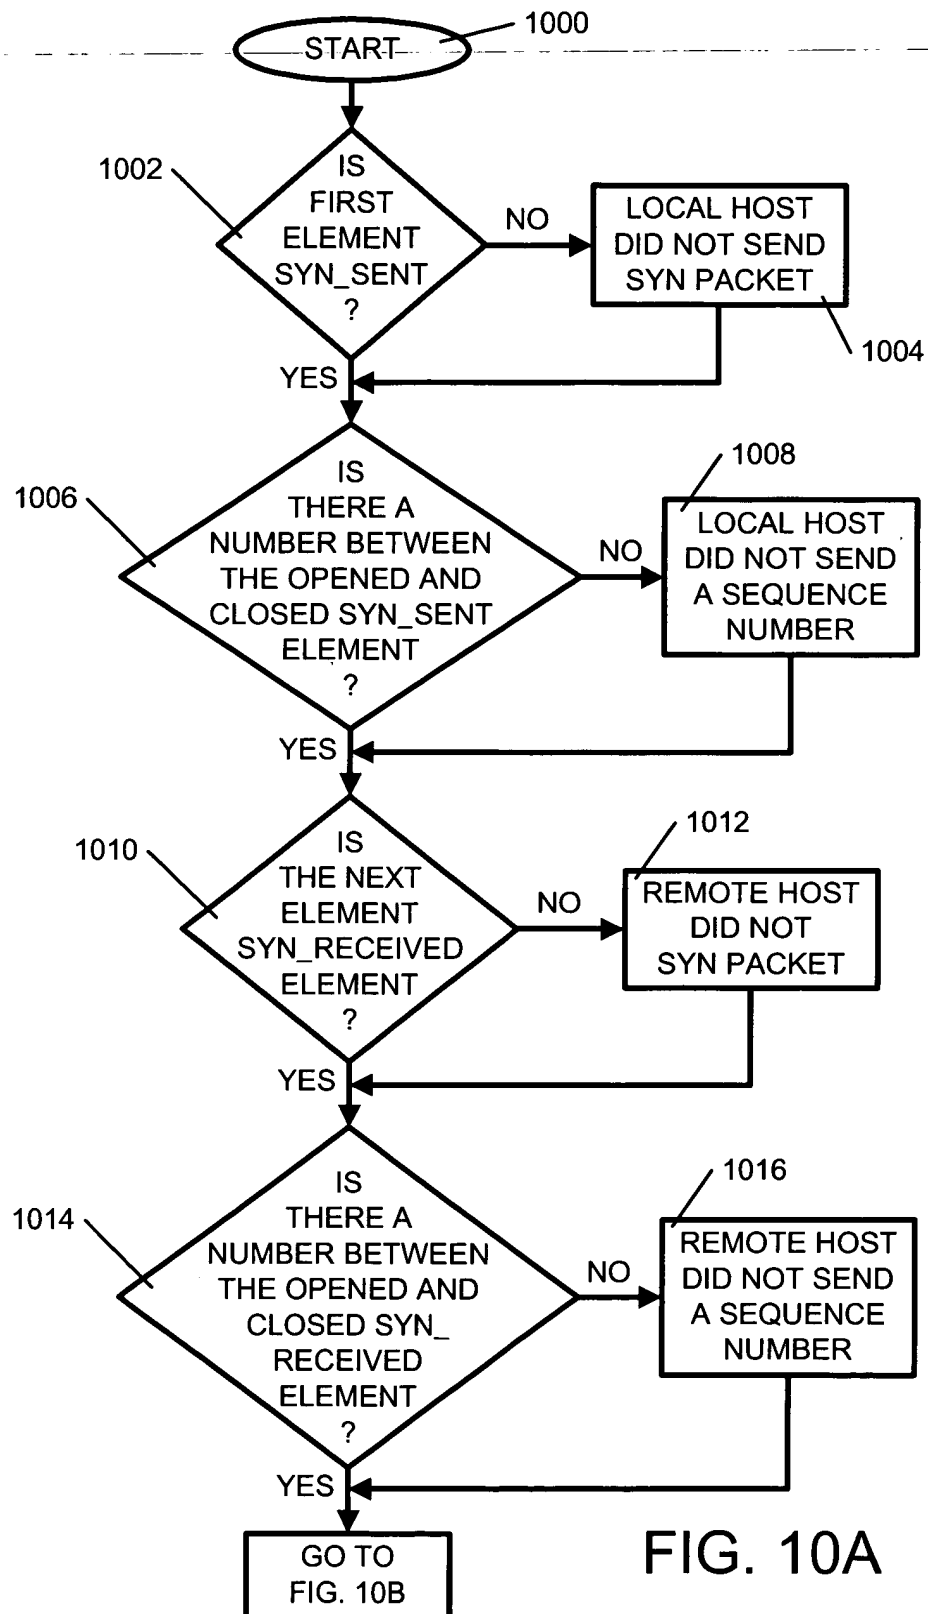 1000
START
1002
IS
FIRST
ELEMENT
SYN_SENT
?
NO
LOCAL HOST
DID NOT SEND
SYN PACKET
1004
YES
1006
IS
THERE A
NUMBER BETWEEN
THE OPENED AND
CLOSED SYN_SENT
ELEMENT
?
NO
1008
LOCAL HOST
DID NOT SEND
A SEQUENCE
NUMBER
YES
1010
IS
THE NEXT
ELEMENT
SYN_RECEIVED
ELEMENT
?
NO
1012
REMOTE HOST
DID NOT
SYN PACKET
YES
1014
IS
THERE A
NUMBER BETWEEN
THE OPENED AND
CLOSED SYN_
RECEIVED
ELEMENT
?
NO
1016
REMOTE HOST
DID NOT SEND
A SEQUENCE
NUMBER
YES
GO TO
FIG. 10B
FIG. 10A